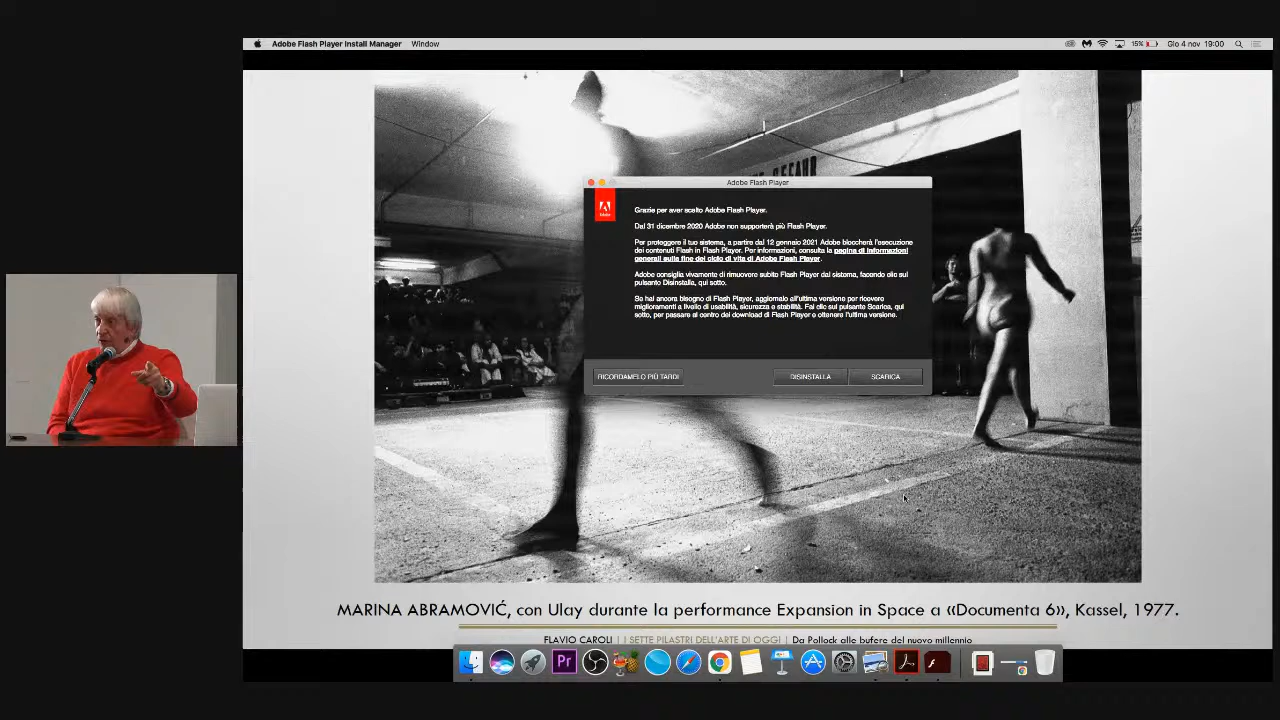 Adobe Flash Player Install Manager Window 15% Gio 4 nov 19:00
Adobe Flash Player
Adobe
Grazie per aver scelto Adobe Flash Player.
Dal 31 dicembre 2020 Adobe non supporterà più Flash Player.
Per proteggere il tuo sistema, a partire dal 12 gennaio 2021 Adobe bloccherà l'esecuzione
dei contenuti Flash in Flash Player. Per informazioni, consulta la pagina di informazioni
generali sulla fine del ciclo di vita di Adobe Flash Player.
Adobe consiglia vivamente di rimuovere subito Flash Player dal sistema, facendo clic sul
pulsante Disinstalla, qui sotto.
Se hai ancora bisogno di Flash Player, aggiornalo all'ultima versione per ricevere
miglioramenti a livello di usabilità, sicurezza e stabilità. Fai clic sul pulsante Scarica, qui
sotto, per passare al centro dei download di Flash Player e ottenere l'ultima versione.
RICORDAMELO PIÙ TARDI DISINSTALLA SCARICA
MARINA ABRAMOVIĆ, con Ulay durante la performance Expansion in Space a «Documenta 6», Kassel, 1977.
FLAVIO CAROLI | I SETTE PILASTRI DELL'ARTE DI OGGI | Da Pollock alle bufere del nuovo millennio
Pr